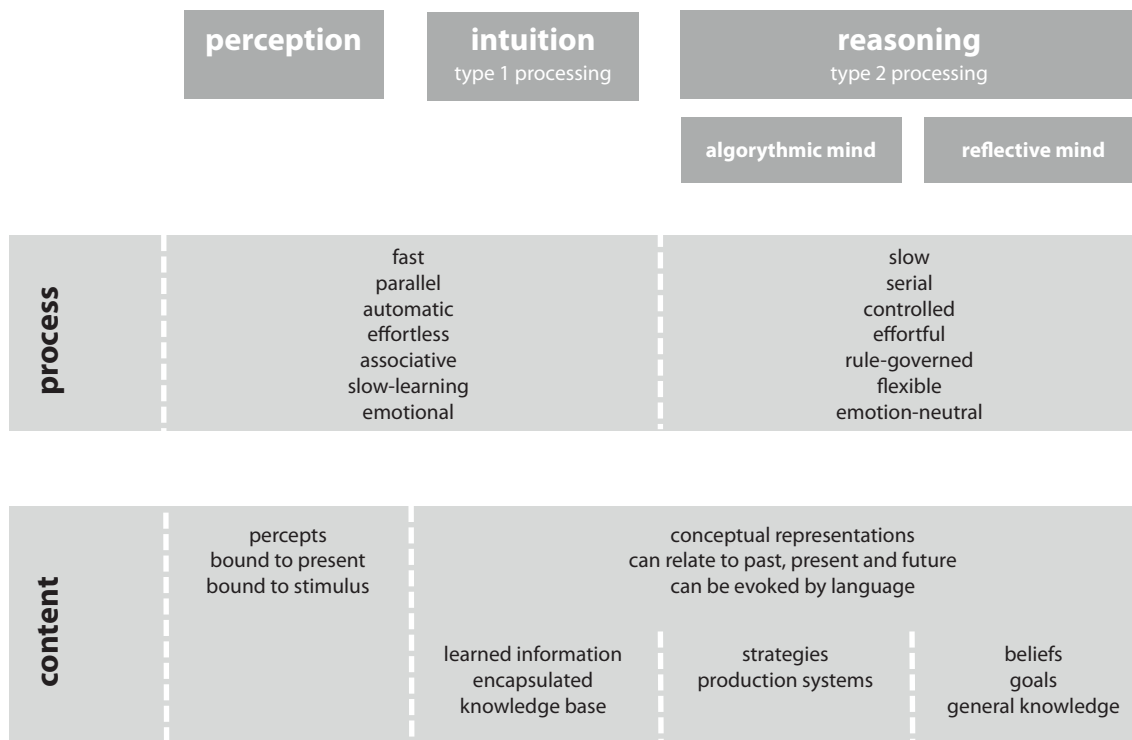 perception
intuition
type 1 processing
reasoning
type 2 processing
algorythmic mind
reflective mind
process
fast
parallel
automatic
effortless
associative
slow-learning
emotional
slow
serial
controlled
effortful
rule-governed
flexible
emotion-neutral
content
percepts
bound to present
bound to stimulus
conceptual representations
can relate to past, present and future
can be evoked by language
learned information
encapsulated
knowledge base
strategies
production systems
beliefs
goals
general knowledge